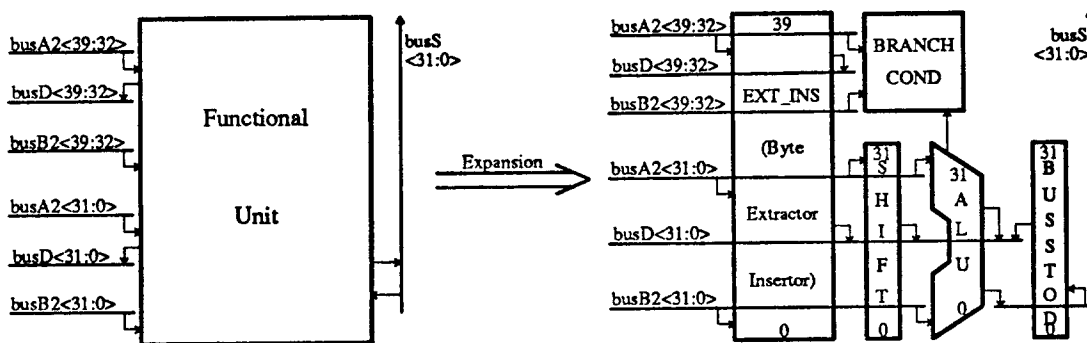 busA2<39:32>
busD<39:32>
busB2<39:32>
busA2<31:0>
busD<31:0>
busB2<31:0>
Functional
Unit
busS
<31:0>
Expansion
busA2<39:32>
busD<39:32>
busB2<39:32>
busA2<31:0>
busD<31:0>
busB2<31:0>
39
EXT_INS
(Byte
Extractor
Insertor)
0
BRANCH
COND
31
SHIFT
0
31
ALU
0
31
BUSSTOD
0
busS
<31:0>